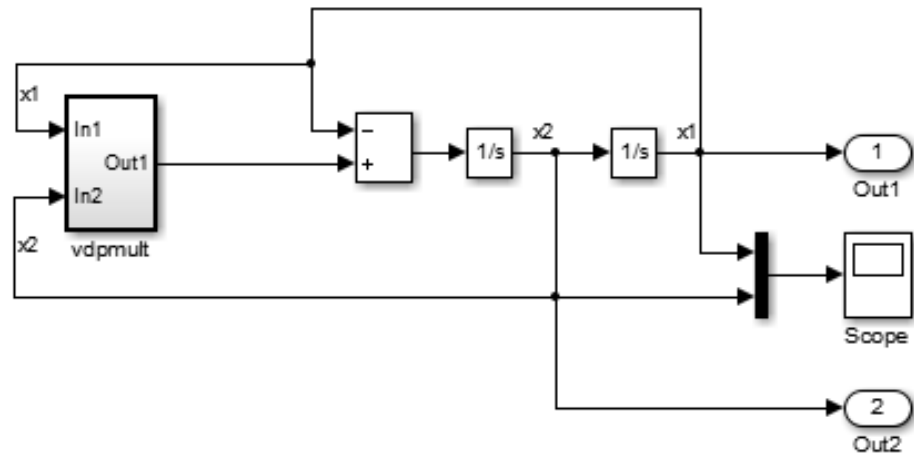 x1
In1
Out1
In2
x2
vdpmult
−
+
1/s
x2
1/s
x1
1
Out1
Scope
2
Out2